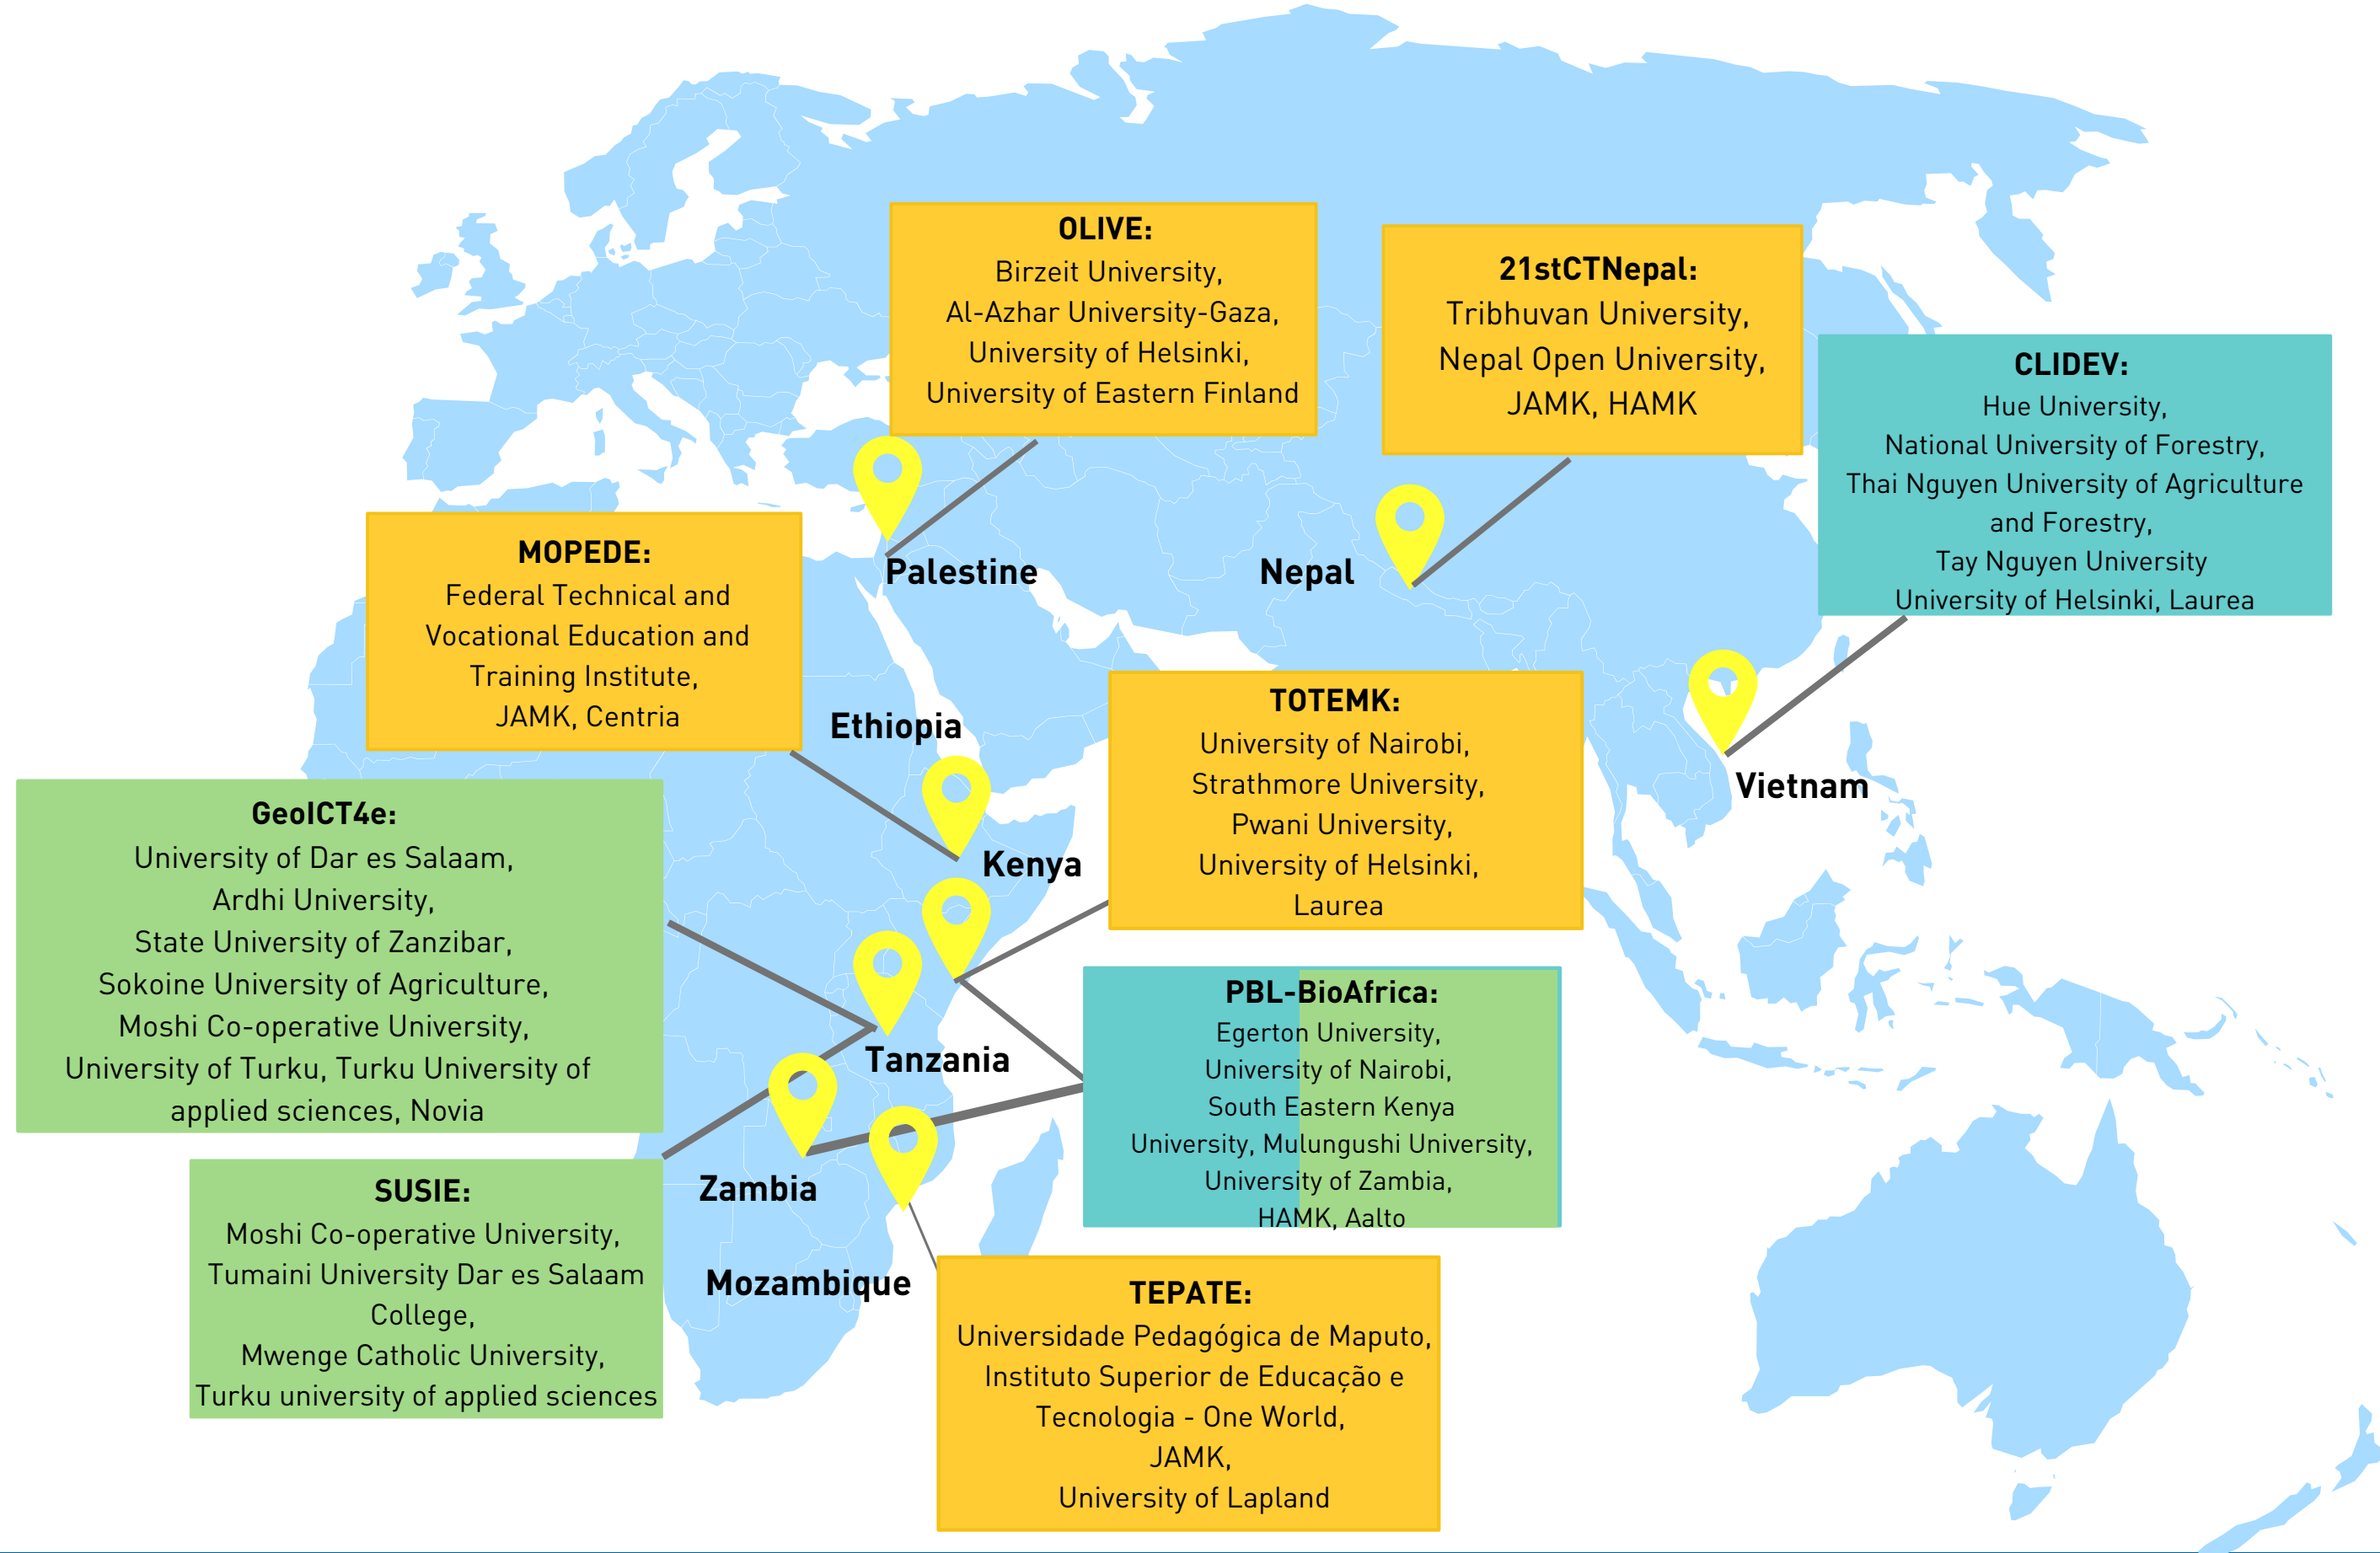 OLIVE:
Birzeit University,
Al-Azhar University-Gaza,
University of Helsinki,
University of Eastern Finland
21stCTNepal:
Tribhuvan University,
Nepal Open University,
JAMK, HAMK
CLIDEV:
Hue University,
National University of Forestry,
Thai Nguyen University of Agriculture
and Forestry,
Tay Nguyen University
University of Helsinki, Laurea
MOPEDE:
Federal Technical and
Vocational Education and
Training Institute,
JAMK, Centria
Palestine
Nepal
Ethiopia
TOTEMK:
University of Nairobi,
Strathmore University,
Pwani University,
University of Helsinki,
Laurea
Vietnam
Kenya
GeoICT4e:
University of Dar es Salaam,
Ardhi University,
State University of Zanzibar,
Sokoine University of Agriculture,
Moshi Co-operative University,
University of Turku, Turku University of
applied sciences, Novia
PBL-BioAfrica:
Egerton University,
University of Nairobi,
South Eastern Kenya
University, Mulungushi University,
University of Zambia,
HAMK, Aalto
Tanzania
Zambia
SUSIE:
Moshi Co-operative University,
Tumaini University Dar es Salaam
College,
Mwenge Catholic University,
Turku university of applied sciences
Mozambique
TEPATE:
Universidade Pedagógica de Maputo,
Instituto Superior de Educação e
Tecnologia - One World,
JAMK,
University of Lapland